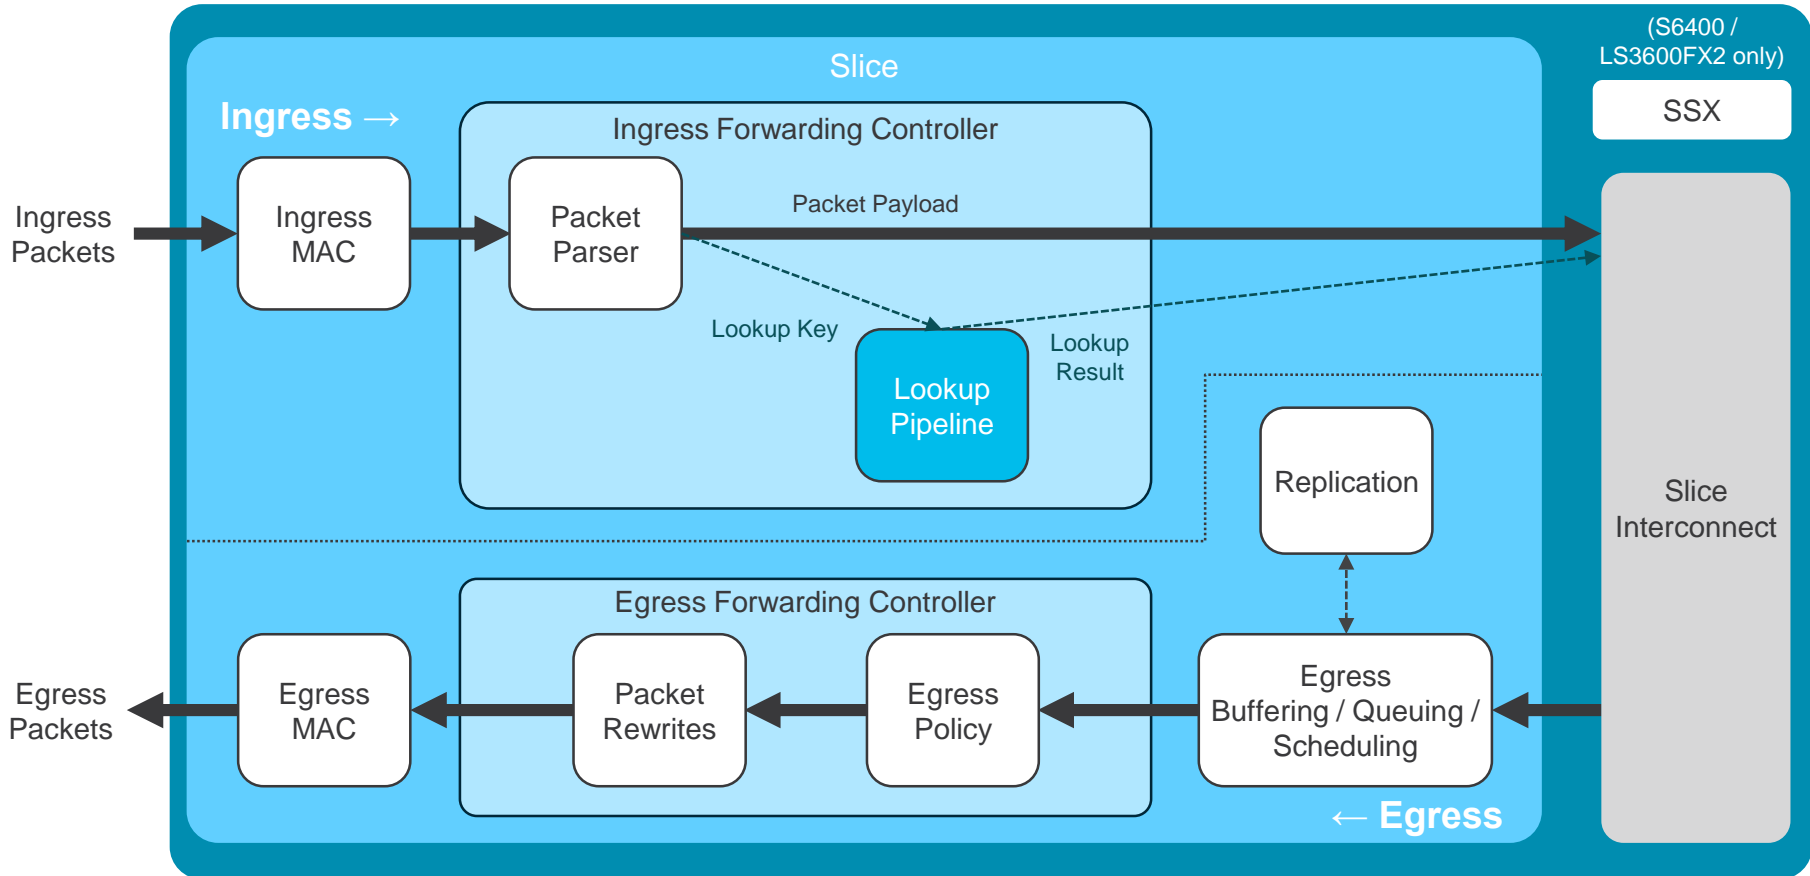 (S6400 /
LS3600FX2 only)
Slice
SSX
Ingress →
Ingress Forwarding Controller
Ingress
Packets
Ingress
MAC
Packet
Parser
Packet Payload
Lookup Key
Lookup
Result
Lookup
Pipeline
Replication
Slice
Interconnect
Egress Forwarding Controller
Egress
Packets
Egress
MAC
Packet
Rewrites
Egress
Policy
Egress
Buffering / Queuing /
Scheduling
← Egress